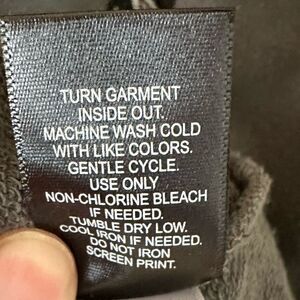 TURN GARMENT
INSIDE OUT.
MACHINE WASH COLD
WITH LIKE COLORS.
GENTLE CYCLE.
USE ONLY
NON-CHLORINE BLEACH
IF NEEDED.
TUMBLE DRY LOW.
COOL IRON IF NEEDED.
DO NOT IRON
SCREEN PRINT.